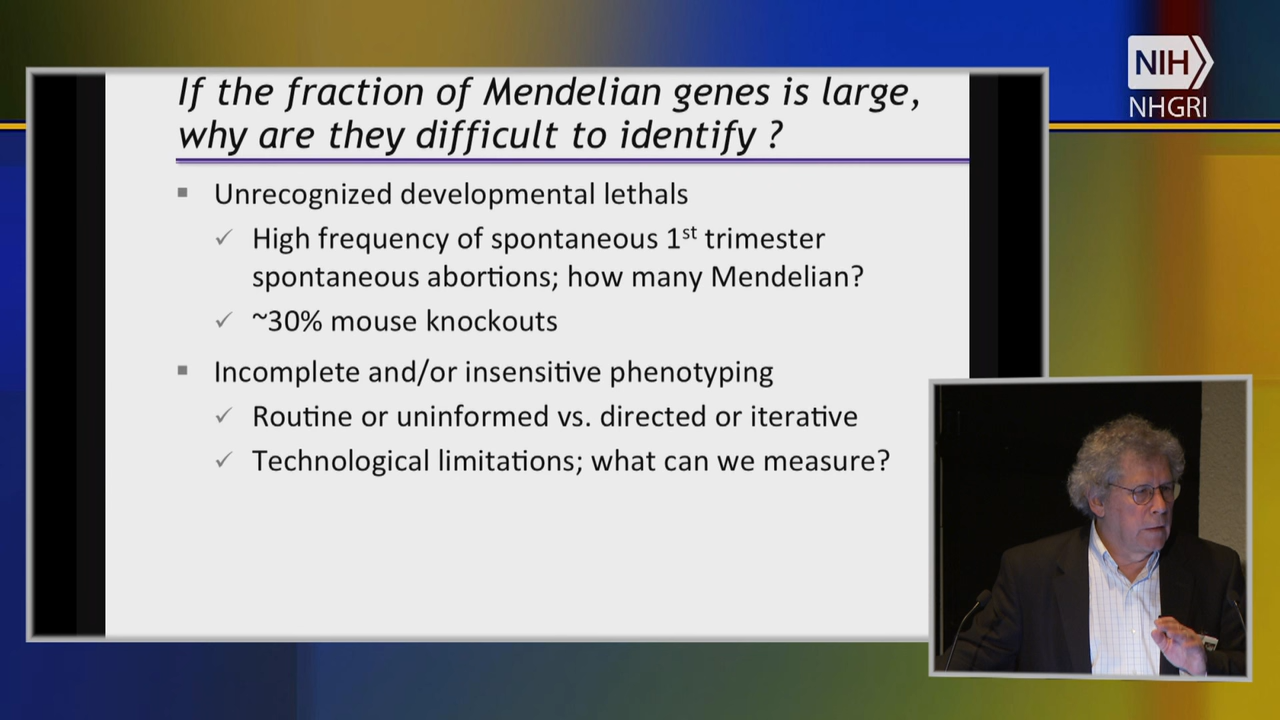 If the fraction of Mendelian genes is large,
why are they difficult to identify ?
Unrecognized developmental lethals
High frequency of spontaneous 1st trimester
spontaneous abortions; how many Mendelian?
~30% mouse knockouts
Incomplete and/or insensitive phenotyping
Routine or uninformed vs. directed or iterative
Technological limitations; what can we measure?
NIH
NHGRI